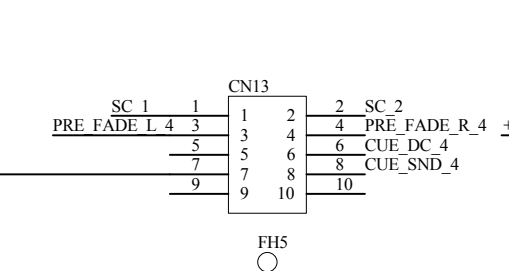 CN13
SC_1 1 1 2 2 SC_2
PRE_FADE_L_4 3 3 4 4 PRE_FADE_R_4 +
5 5 6 6 CUE_DC_4
7 7 8 8 CUE_SND_4
9 9 10 10
FH5